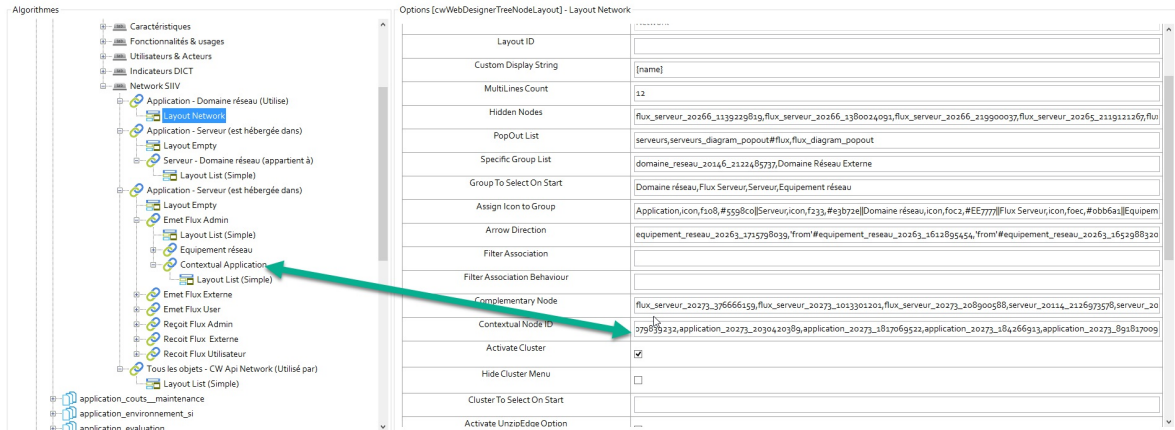 Algorithmes
Caractéristiques
Fonctionnalités & usages
Utilisateurs & Acteurs
Indicateurs DICT
Network SIIV
Application - Domaine réseau (Utilise)
Layout Network
Application - Serveur (est hébergée dans)
Layout Empty
Serveur - Domaine réseau (appartient à)
Layout List (Simple)
Application - Serveur (est hébergée dans)
Layout Empty
Emet Flux Admin
Layout List (Simple)
Equipement réseau
Contextual Application
Layout List (Simple)
Emet Flux Externe
Emet Flux User
Reçoit Flux Admin
Recoit Flux Externe
Recoit Flux Utilisateur
Tous les objets - CW Api Network (Utilisé par)
Layout List (Simple)
application_couts__maintenance
application_environnement_si
application_evaluation
Options [cwWebDesignerTreeNodeLayout] - Layout Network
Layout ID
Custom Display String [name]
MultiLines Count 12
Hidden Nodes flux_serveur_20266_1139229819,flux_serveur_20266_1380024091,flux_serveur_20266_219900037,flux_serveur_20265_2119121267,flux
PopOut List serveurs,serveurs_diagram_popout#flux,flux_diagram_popout
Specific Group List domaine_reseau_20146_2122485737,Domaine Réseau Externe
Group To Select On Start Domaine réseau,Flux Serveur,Serveur,Equipement réseau
Assign Icon to Group Application,icon,f108,#5598c0||Serveur,icon,f233,#e3b72e||Domaine réseau,icon,f0c2,#EE7777||Flux Serveur,icon,f0ec,#0bb6a1||Equipem
Arrow Direction equipement_reseau_20263_1715798039,'from'#equipement_reseau_20263_1612895454,'from'#equipement_reseau_20263_1652988320
Filter Association
Filter Association Behaviour
Complementary Node flux_serveur_20273_376666159,flux_serveur_20273_1013301201,flux_serveur_20273_208900588,serveur_20114_2126973578,serveur_20
Contextual Node ID 079839232,application_20273_2030420389,application_20273_1817069522,application_20273_184266913,application_20273_891817009
Activate Cluster
Hide Cluster Menu
Cluster To Select On Start
Activate UnzipEdge Option